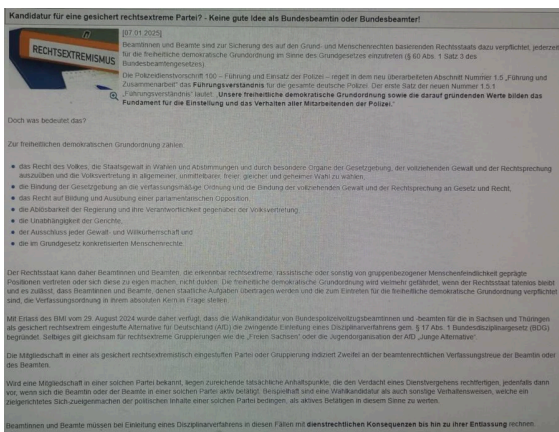 Kandidatur für eine gesichert rechtsextreme Partei? - Keine gute Idee als Bundesbeamtin oder Bundesbeamter!
RECHTSEXTREMISMUS
[07.01.2025]
Beamtinnen und Beamte sind zur Sicherung des auf den Grund- und Menschenrechten basierenden Rechtsstaats dazu verpflichtet, jederzeit
für die freiheitliche demokratische Grundordnung im Sinne des Grundgesetzes einzutreten (§ 60 Abs. 1 Satz 3 des
Bundesbeamtengesetzes).
Die Polizeidienstvorschrift 100 – Führung und Einsatz der Polizei – regelt in dem neu überarbeiteten Abschnitt Nummer 1.5 „Führung und
Zusammenarbeit" das Führungsverständnis für die gesamte deutsche Polizei. Der erste Satz der neuen Nummer 1.5.1
„Führungsverständnis" lautet: „Unsere freiheitliche demokratische Grundordnung sowie die darauf gründenden Werte bilden das
Fundament für die Einstellung und das Verhalten aller Mitarbeitenden der Polizei."
Doch was bedeutet das?
Zur freiheitlichen demokratischen Grundordnung zählen:
• das Recht des Volkes, die Staatsgewalt in Wahlen und Abstimmungen und durch besondere Organe der Gesetzgebung, der vollziehenden Gewalt und der Rechtsprechung
auszuüben und die Volksvertretung in allgemeiner, unmittelbarer, freier, gleicher und geheimer Wahl zu wählen,
• die Bindung der Gesetzgebung an die verfassungsmäßige Ordnung und die Bindung der vollziehenden Gewalt und der Rechtsprechung an Gesetz und Recht,
• das Recht auf Bildung und Ausübung einer parlamentarischen Opposition,
• die Ablösbarkeit der Regierung und ihre Verantwortlichkeit gegenüber der Volksvertretung,
• die Unabhängigkeit der Gerichte,
• der Ausschluss jeder Gewalt- und Willkürherrschaft und
• die im Grundgesetz konkretisierten Menschenrechte.
Der Rechtsstaat kann daher Beamtinnen und Beamten, die erkennbar rechtsextreme, rassistische oder sonstig von gruppenbezogener Menschenfeindlichkeit geprägte
Positionen vertreten oder sich diese zu eigen machen, nicht dulden. Die freiheitliche demokratische Grundordnung wird vielmehr gefährdet, wenn der Rechtsstaat tatenlos bleibt
und es zulässt, dass Beamtinnen und Beamte, denen staatliche Aufgaben übertragen werden und die zum Eintreten für die freiheitliche demokratische Grundordnung verpflichtet
sind, die Verfassungsordnung in ihrem absoluten Kern in Frage stellen.
Mit Erlass des BMI vom 29. August 2024 wurde daher verfügt, dass die Wahlkandidatur von Bundespolizeivollzugsbeamtinnen und -beamten für die in Sachsen und Thüringen
als gesichert rechtsextrem eingestufte Alternative für Deutschland (AfD) die zwingende Einleitung eines Disziplinarverfahrens gem. § 17 Abs. 1 Bundesdisziplinargesetz (BDG)
begründet. Selbiges gilt gleichsam für rechtsextreme Gruppierungen wie die „Freien Sachsen" oder die Jugendorganisation der AfD „Junge Alternative".
Die Mitgliedschaft in einer als gesichert rechtsextremistisch eingestuften Partei oder Gruppierung indiziert Zweifel an der beamtenrechtlichen Verfassungstreue der Beamtin oder
des Beamten.
Wird eine Mitgliedschaft in einer solchen Partei bekannt, liegen zureichende tatsächliche Anhaltspunkte, die den Verdacht eines Dienstvergehens rechtfertigen, jedenfalls dann
vor, wenn sich die Beamtin oder der Beamte in einer solchen Partei aktiv betätigt. Beispielhaft sind eine Wahlkandidatur als auch sonstige Verhaltensweisen, welche ein
zielgerichtetes Sich-zueigenmachen der politischen Inhalte einer solchen Partei bedingen, als aktives Betätigen in diesem Sinne zu werten.
Beamtinnen und Beamte müssen bei Einleitung eines Disziplinarverfahrens in diesen Fällen mit dienstrechtlichen Konsequenzen bis hin zu ihrer Entlassung rechnen.